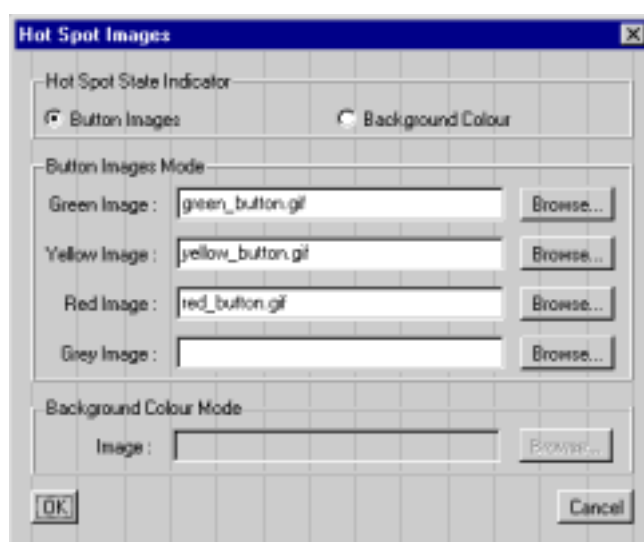 Hot Spot Images
Hot Spot State Indicator
Button Images Background Colour
Button Images Mode
Green Image : green_button.gif Browse...
Yellow Image : yellow_button.gif Browse...
Red Image : red_button.gif Browse...
Grey Image : Browse...
Background Colour Mode
Image : Browse...
OK Cancel